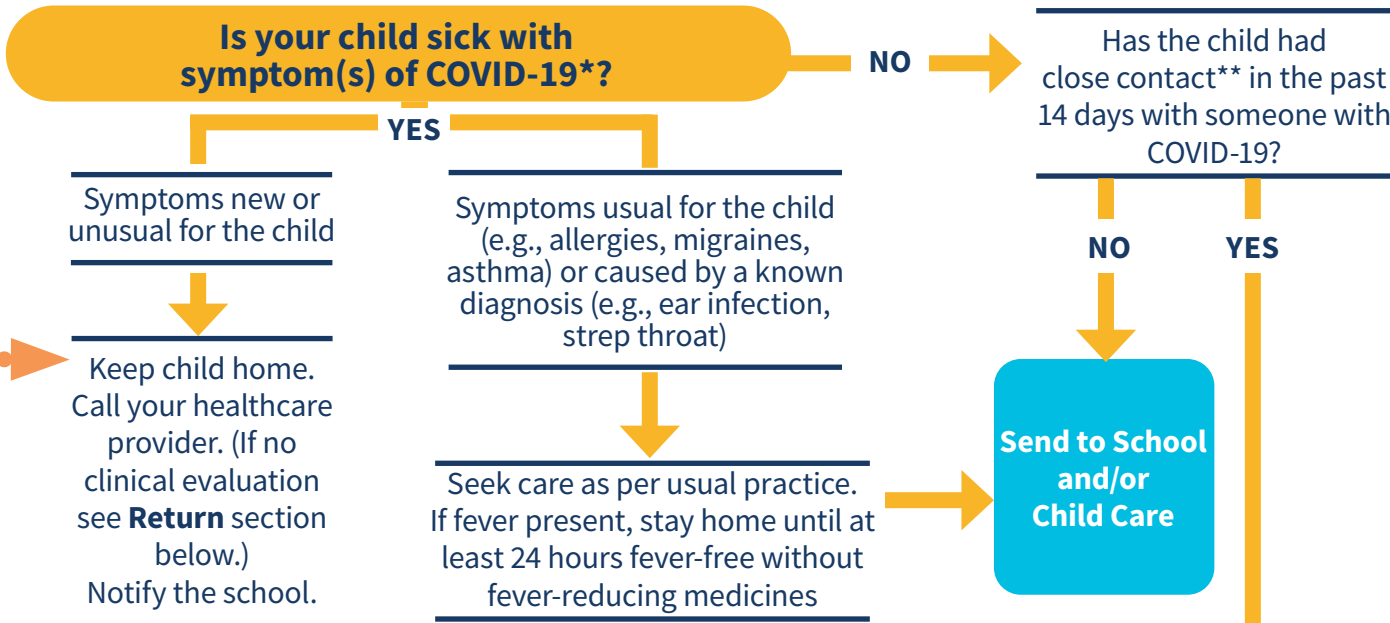 Is your child sick with
symptom(s) of COVID-19*?
NO
Has the child had
close contact** in the past
14 days with someone with
COVID-19?
YES
Symptoms new or
unusual for the child
Symptoms usual for the child
(e.g., allergies, migraines,
asthma) or caused by a known
diagnosis (e.g., ear infection,
strep throat)
NO
YES
Keep child home.
Call your healthcare
provider. (If no
clinical evaluation
see Return section
below.)
Notify the school.
Seek care as per usual practice.
If fever present, stay home until at
least 24 hours fever-free without
fever-reducing medicines
Send to School
and/or
Child Care